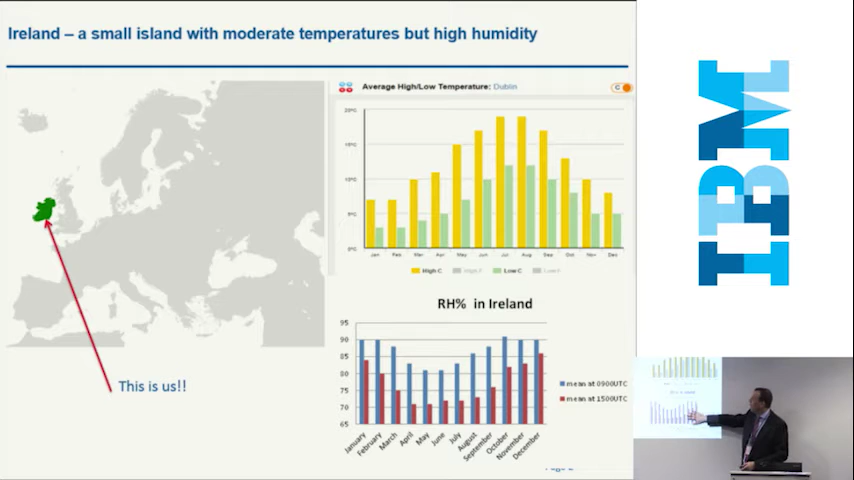 Ireland – a small island with moderate temperatures but high humidity
Average High/Low Temperature: Dublin
C
20°C
15°C
10°C
5°C
0°C
Jan Feb Mar Apr May Jun Jul Aug Sep Oct Nov Dec
High C High F Low C Low F
This is us!!
RH% in Ireland
95
90
85
80
75
70
65
January February March April May June July August September October November December
mean at 0900UTC
mean at 1500UTC
IBM